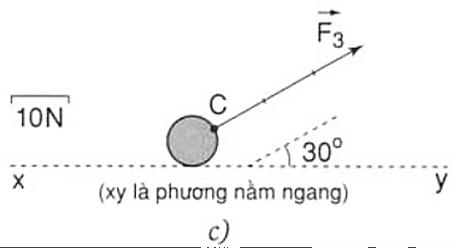 F₃
C
10N
30°
x
y
(xy là phương nằm ngang)
c)